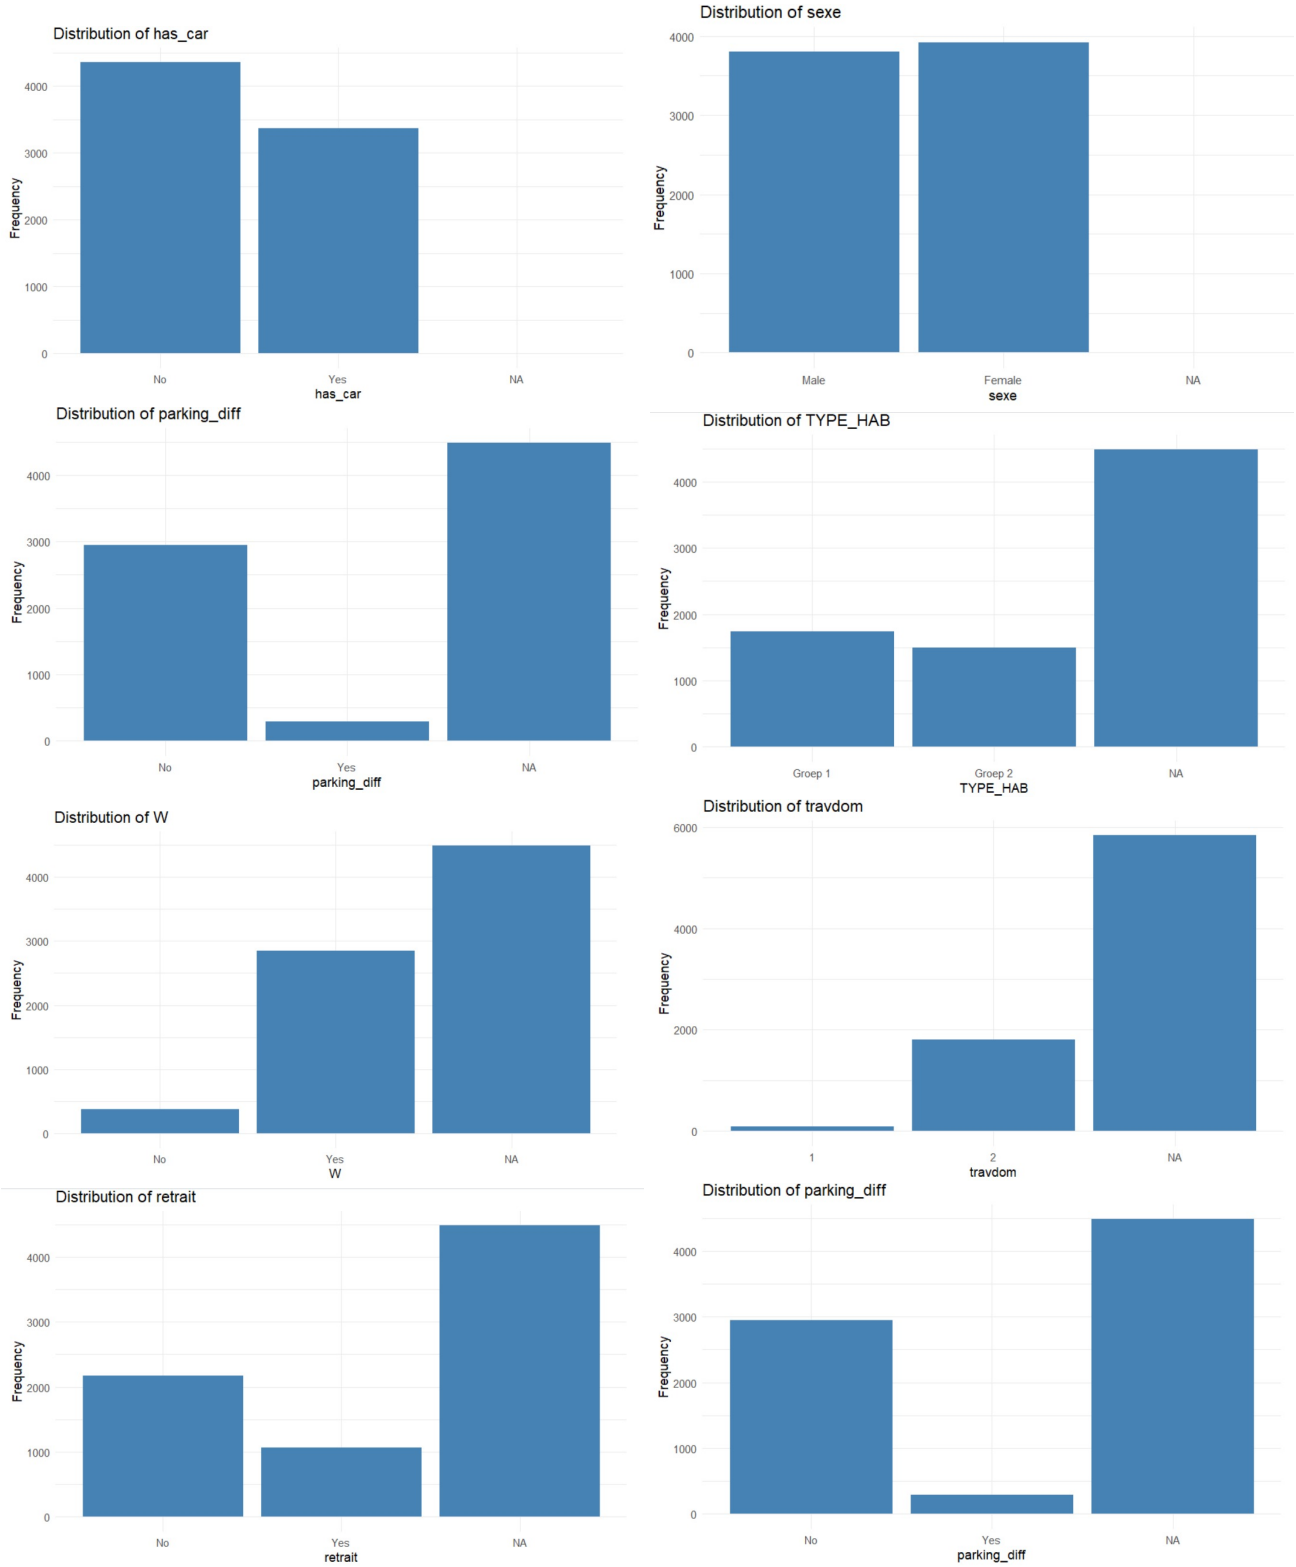 Distribution of has_car
Frequency
4000
3000
2000
1000
0
No Yes NA
has_car
Distribution of sexe
Frequency
4000
3000
2000
1000
0
Male Female NA
sexe
Distribution of parking_diff
Frequency
4000
3000
2000
1000
0
No Yes NA
parking_diff
Distribution of TYPE_HAB
Frequency
4000
3000
2000
1000
0
Groep 1 Groep 2 NA
TYPE_HAB
Distribution of W
Frequency
4000
3000
2000
1000
0
No Yes NA
W
Distribution of travdom
Frequency
6000
4000
2000
0
1 2 NA
travdom
Distribution of retrait
Frequency
4000
3000
2000
1000
0
No Yes NA
retrait
Distribution of parking_diff
Frequency
4000
3000
2000
1000
0
No Yes NA
parking_diff